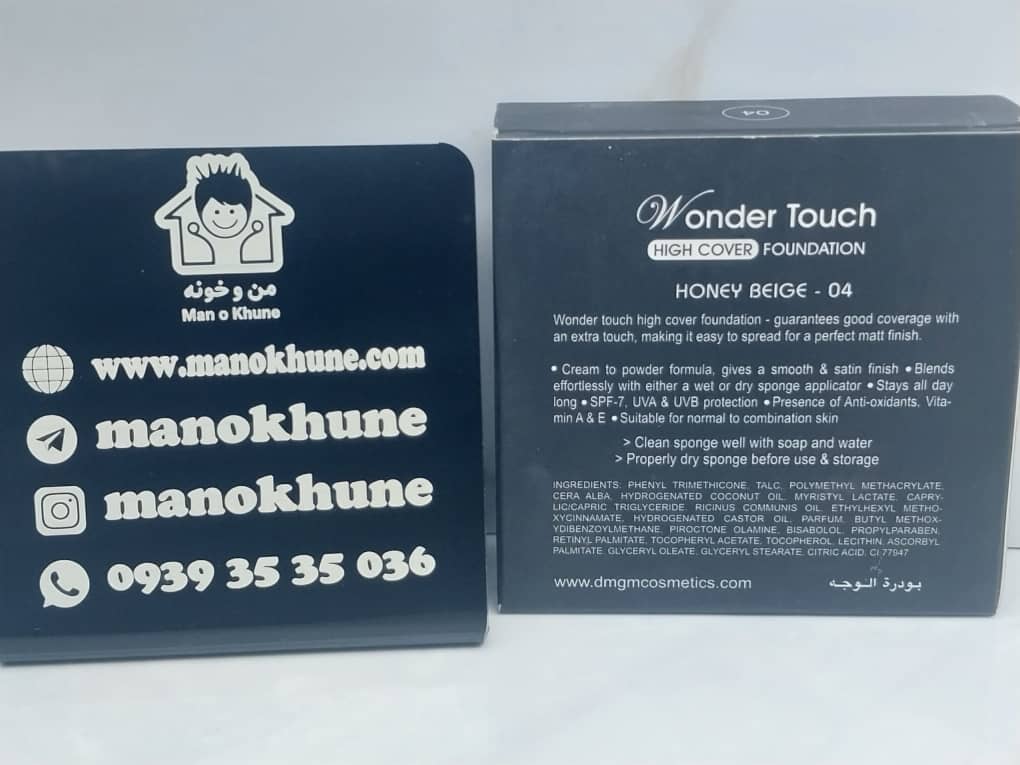 من و خونه
Man o Khune
www.manokhune.com
manokhune
manokhune
0939 35 35 036
04
Wonder Touch
HIGH COVER FOUNDATION
HONEY BEIGE - 04
Wonder touch high cover foundation - guarantees good coverage with
an extra touch, making it easy to spread for a perfect matt finish.
• Cream to powder formula, gives a smooth & satin finish • Blends
effortlessly with either a wet or dry sponge applicator • Stays all day
long • SPF-7, UVA & UVB protection • Presence of Anti-oxidants, Vita-
min A & E • Suitable for normal to combination skin
> Clean sponge well with soap and water
> Properly dry sponge before use & storage
INGREDIENTS: PHENYL TRIMETHICONE, TALC, POLYMETHYL METHACRYLATE,
CERA ALBA, HYDROGENATED COCONUT OIL, MYRISTYL LACTATE, CAPRY-
LIC/CAPRIC TRIGLYCERIDE, RICINUS COMMUNIS OIL, ETHYLHEXYL METHO-
XYCINNAMATE, HYDROGENATED CASTOR OIL, PARFUM, BUTYL METHOX-
YDIBENZOYLMETHANE, PIROCTONE OLAMINE, BISABOLOL, PROPYLPARABEN,
RETINYL PALMITATE, TOCOPHERYL ACETATE, TOCOPHEROL, LECITHIN, ASCORBYL
PALMITATE, GLYCERYL OLEATE, GLYCERYL STEARATE, CITRIC ACID, CI 77947
www.dmgmcosmetics.com بودرة الوجه